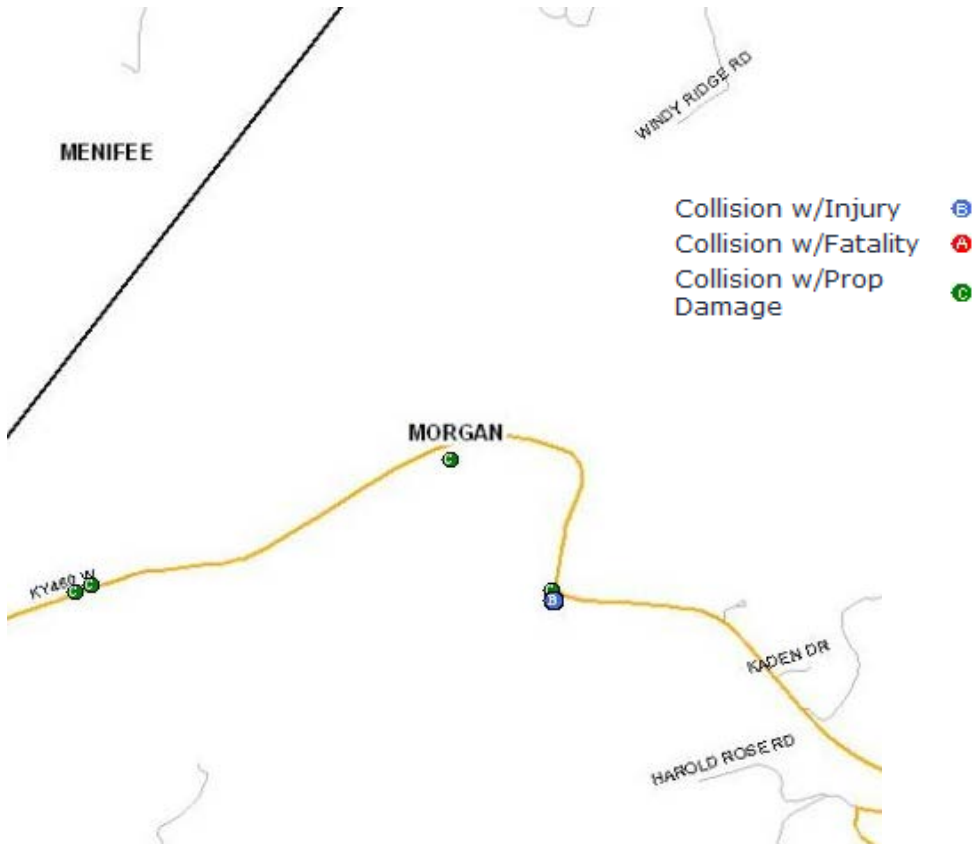 WINDY RIDGE RD
MENIFEE
Collision w/Injury B
Collision w/Fatality A
Collision w/Prop
Damage C
MORGAN
C
KY460 W
C C
C
B
KADEN DR
HAROLD ROSE RD